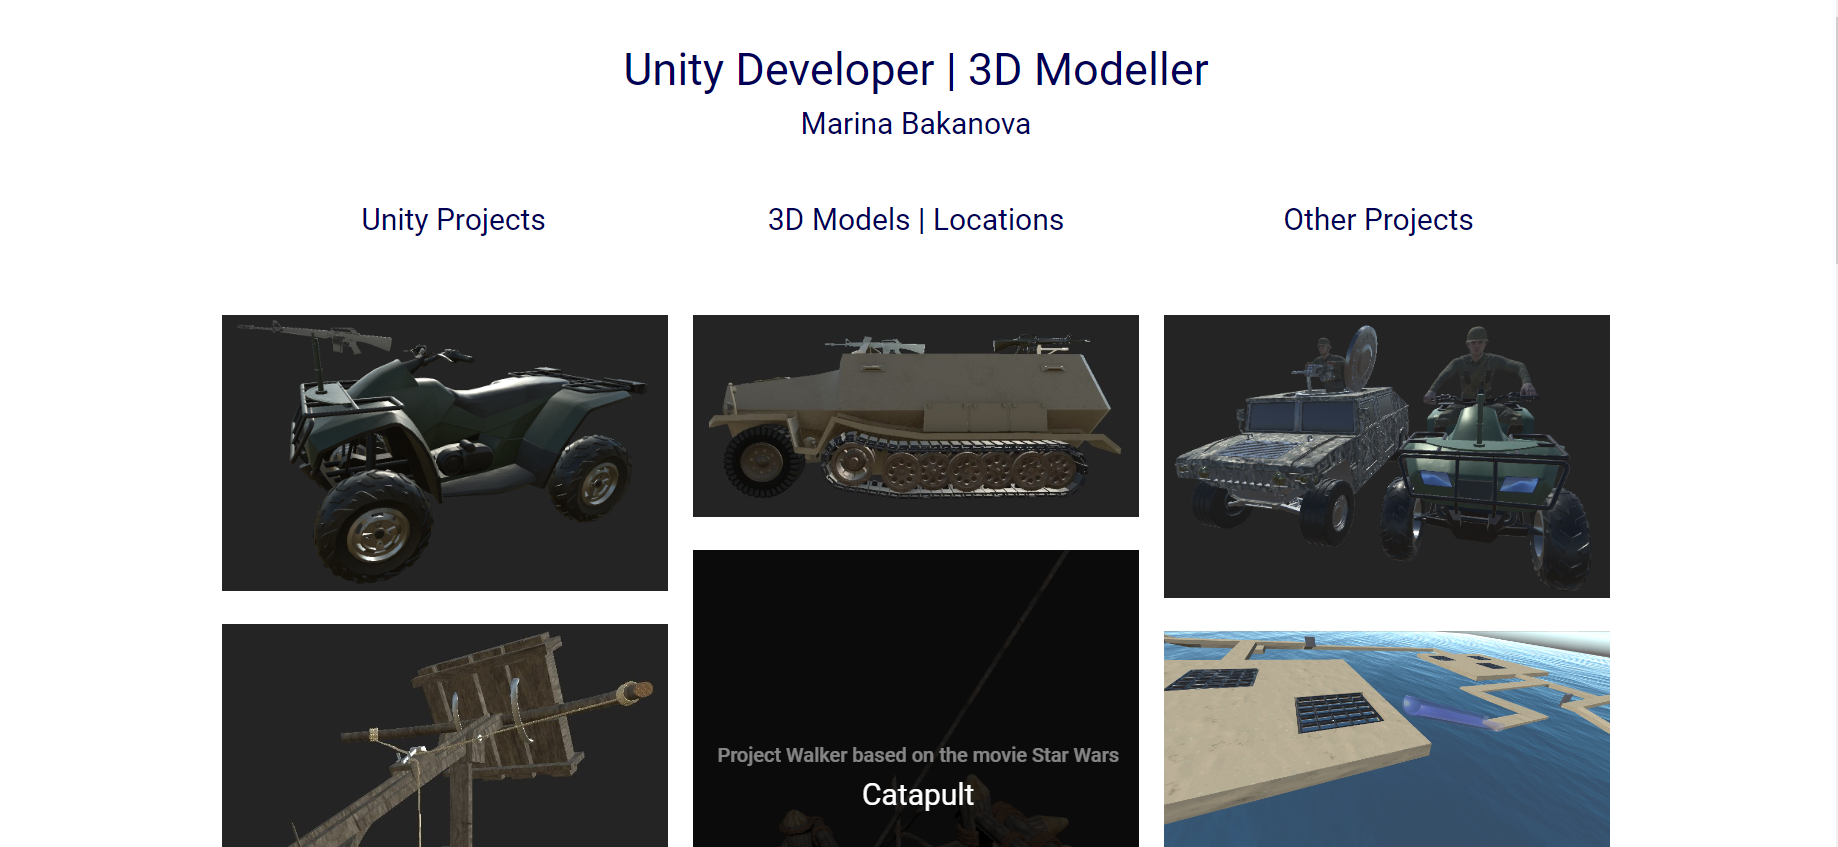 Unity Developer | 3D Modeller
Marina Bakanova
Unity Projects
3D Models | Locations
Other Projects
Project Walker based on the movie Star Wars
Catapult